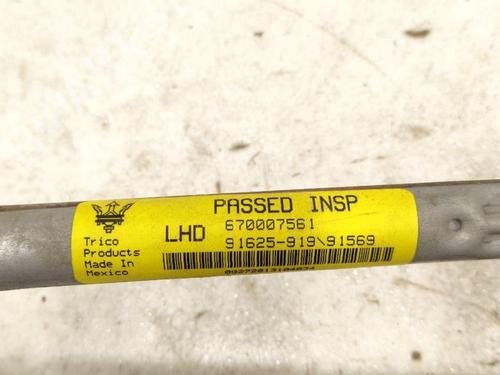 PASSED INSP
LHD
670007561
91625-919\91569
Trico
Products
Made In
Mexico